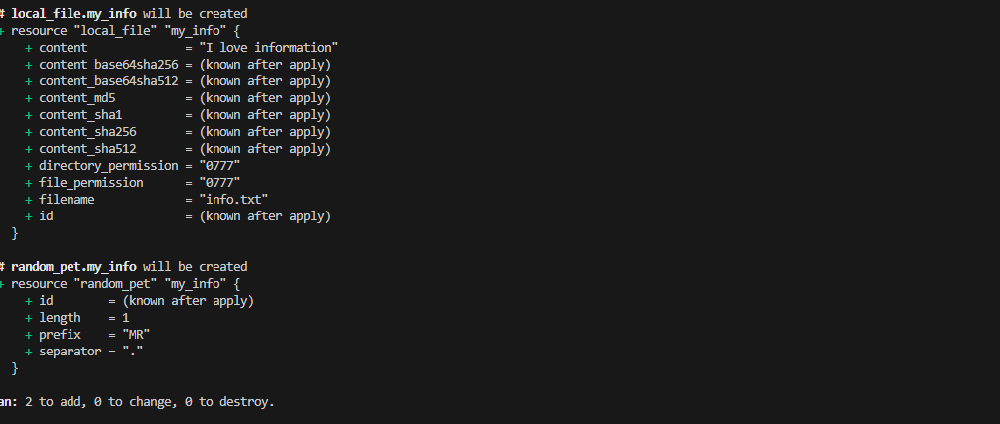 # local_file.my_info will be created
+ resource "local_file" "my_info" {
+ content = "I love information"
+ content_base64sha256 = (known after apply)
+ content_base64sha512 = (known after apply)
+ content_md5 = (known after apply)
+ content_sha1 = (known after apply)
+ content_sha256 = (known after apply)
+ content_sha512 = (known after apply)
+ directory_permission = "0777"
+ file_permission = "0777"
+ filename = "info.txt"
+ id = (known after apply)
}
# random_pet.my_info will be created
+ resource "random_pet" "my_info" {
+ id = (known after apply)
+ length = 1
+ prefix = "MR"
+ separator = "."
}
an: 2 to add, 0 to change, 0 to destroy.